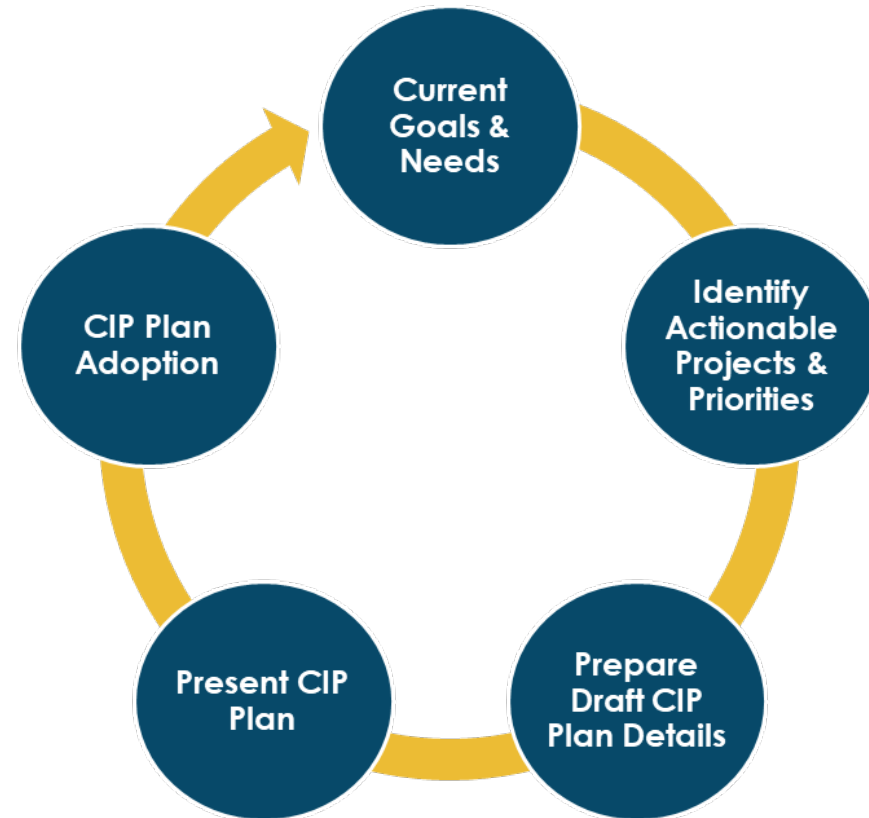 Current
Goals &
Needs
Identify
Actionable
Projects &
Priorities
Prepare
Draft CIP
Plan Details
Present CIP
Plan
CIP Plan
Adoption